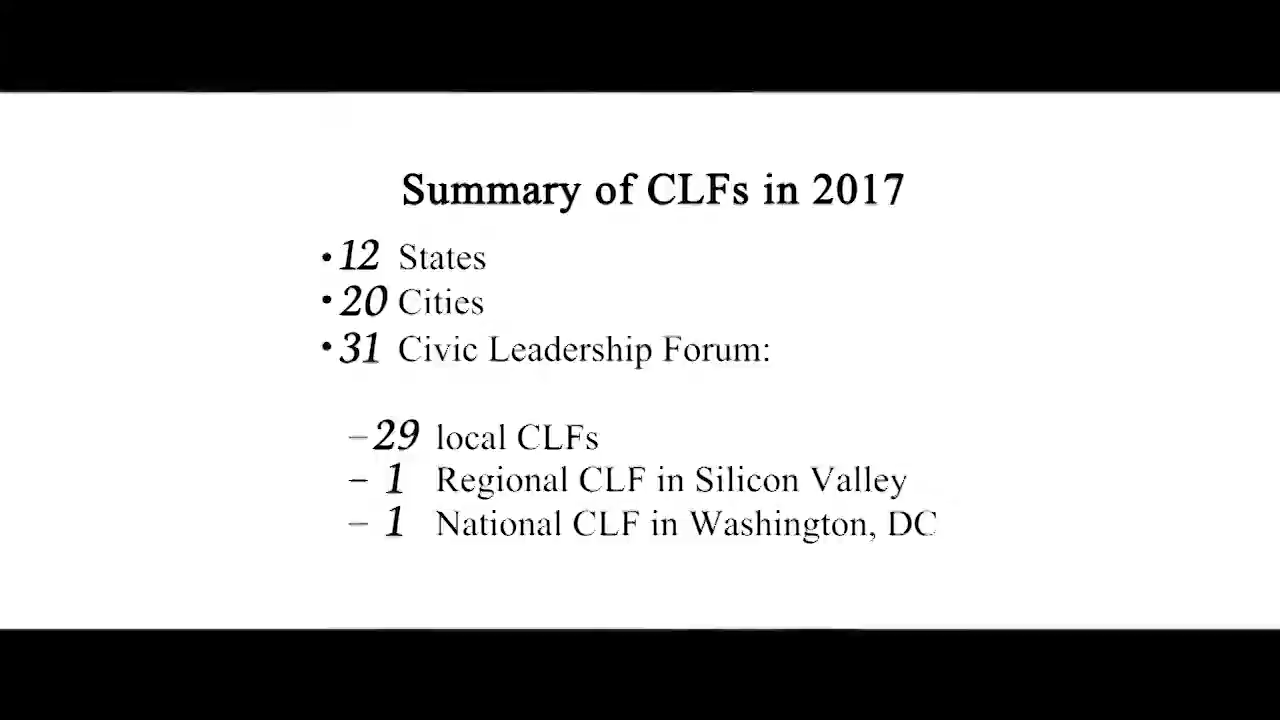 Summary of CLFs in 2017
• 12 States
• 20 Cities
• 31 Civic Leadership Forum:
– 29 local CLFs
– 1 Regional CLF in Silicon Valley
– 1 National CLF in Washington, DC